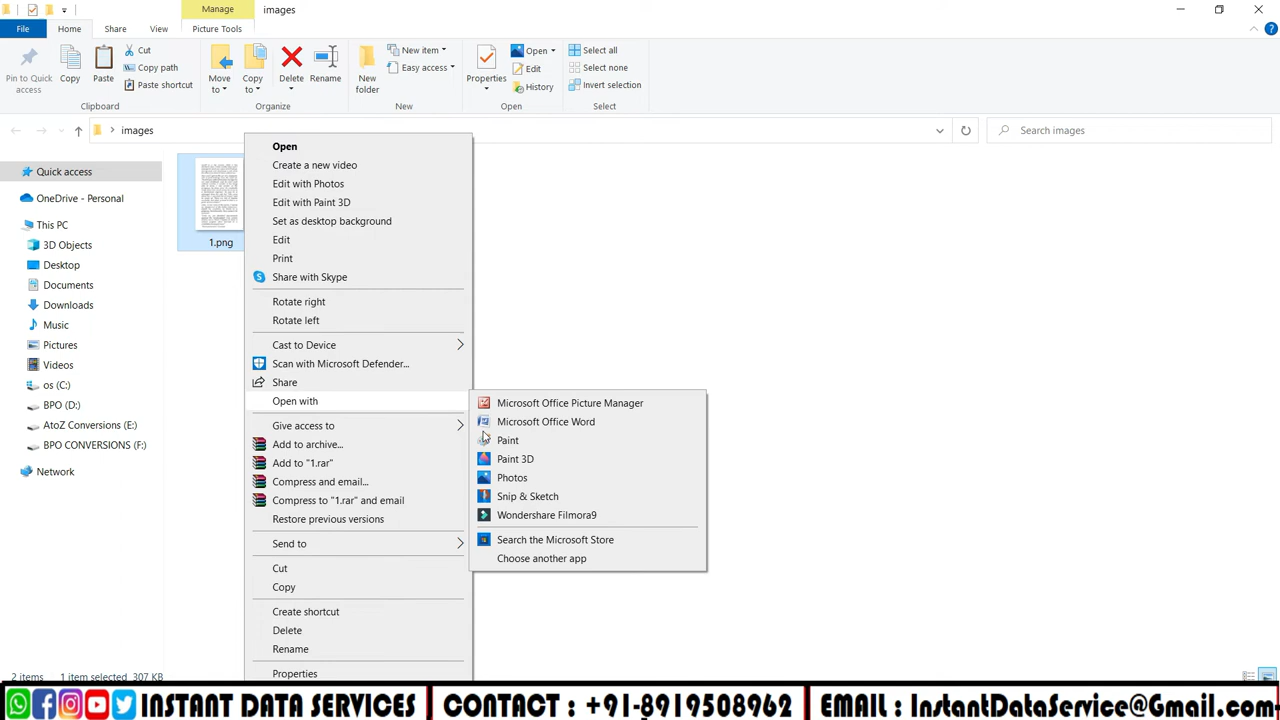 Manage
images
File
Home
Share
View
Picture Tools
Pin to Quick access
Copy
Paste
Cut
Copy path
Paste shortcut
Clipboard
Move to
Copy to
Delete
Rename
Organize
New folder
New item
Easy access
New
Properties
Open
Edit
History
Open
Select all
Select none
Invert selection
Select
images
Search images
Quick access
OneDrive - Personal
This PC
3D Objects
Desktop
Documents
Downloads
Music
Pictures
Videos
os (C:)
BPO (D:)
AtoZ Conversions (E:)
BPO CONVERSIONS (F:)
Network
1.png
Open
Create a new video
Edit with Photos
Edit with Paint 3D
Set as desktop background
Edit
Print
Share with Skype
Rotate right
Rotate left
Cast to Device
Scan with Microsoft Defender...
Share
Open with
Give access to
Add to archive...
Add to "1.rar"
Compress and email...
Compress to "1.rar" and email
Restore previous versions
Send to
Cut
Copy
Create shortcut
Delete
Rename
Properties
Microsoft Office Picture Manager
Microsoft Office Word
Paint
Paint 3D
Photos
Snip & Sketch
Wondershare Filmora9
Search the Microsoft Store
Choose another app
2 items
1 item selected
307 KB
INSTANT DATA SERVICES
CONTACT : +91-8919508962
EMAIL : InstantDataService@Gmail.com